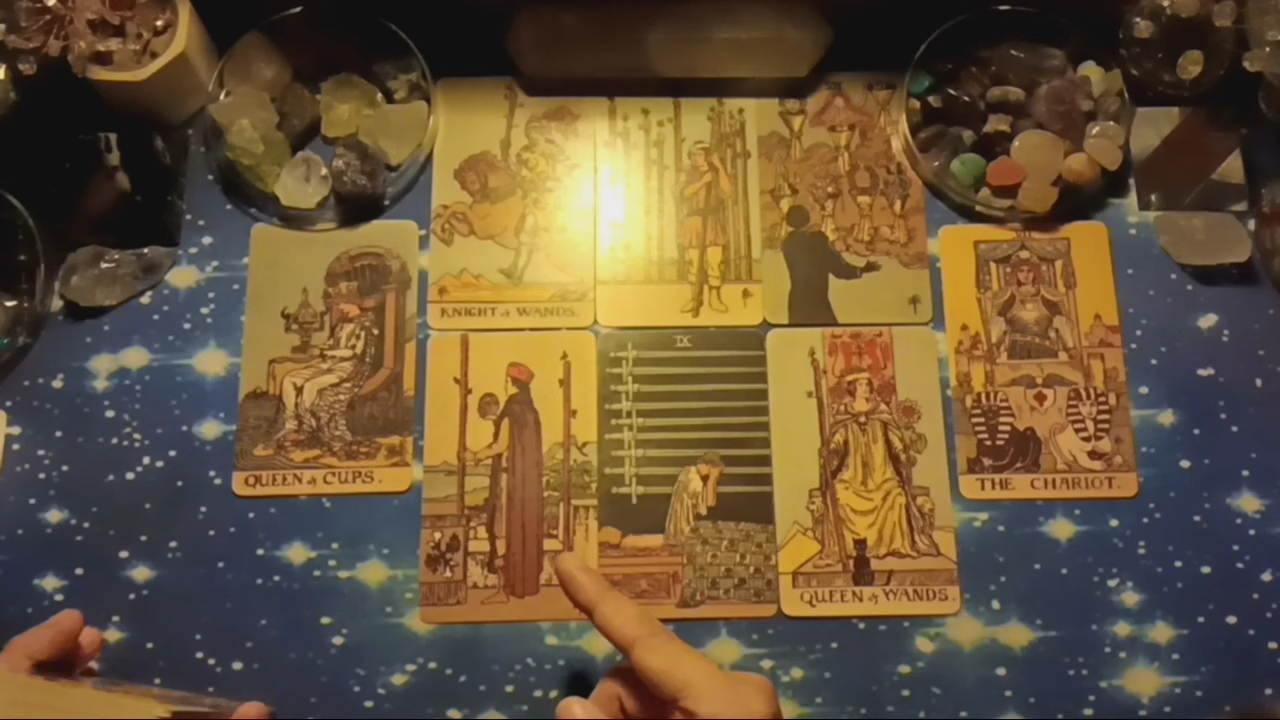 KNIGHT of WANDS.
QUEEN of CUPS.
THE CHARIOT.
IX
QUEEN of WANDS.